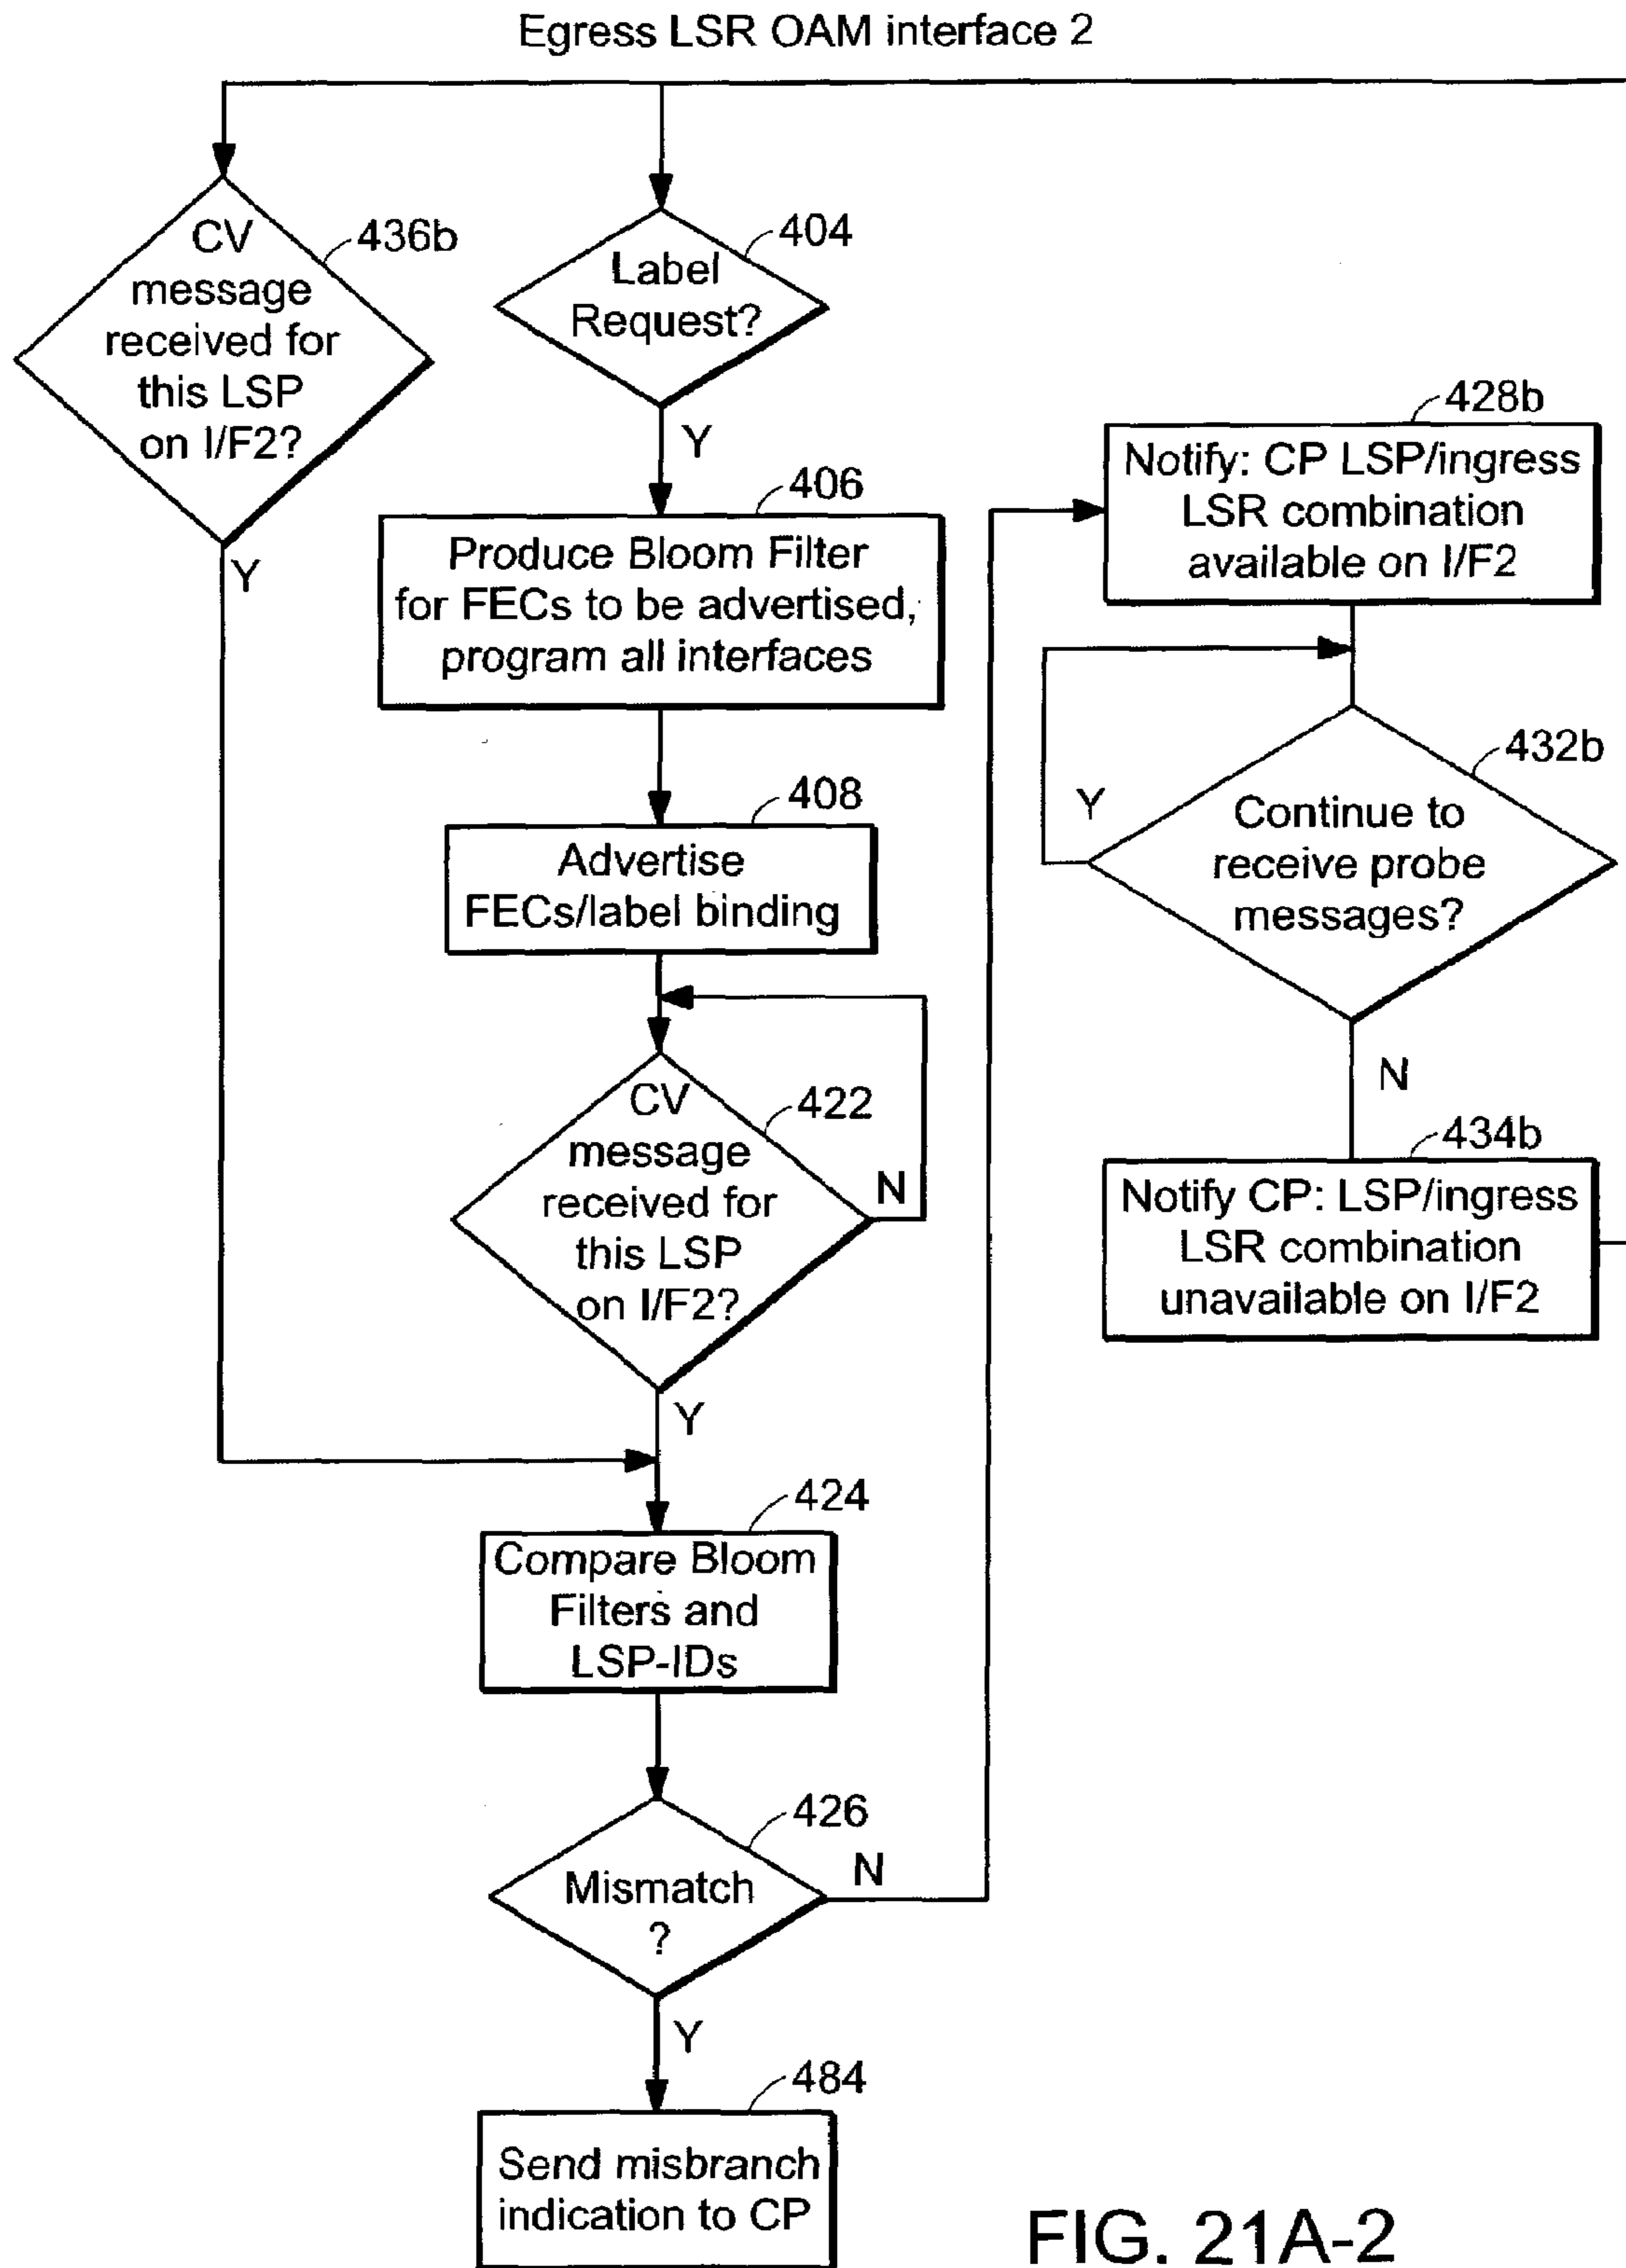 Egress LSR OAM interface 2
CV
message
received for
this LSP
on I/F2?
436b
Y
Label
Request?
404
Y
406
Produce Bloom Filter
for FECs to be advertised,
program all interfaces
408
Advertise
FECs/label binding
CV
message
received for
this LSP
on I/F2?
422
N
Y
424
Compare Bloom
Filters and
LSP-IDs
426
Mismatch
?
N
Y
484
Send misbranch
indication to CP
428b
Notify: CP LSP/ingress
LSR combination
available on I/F2
432b
Y
Continue to
receive probe
messages?
N
434b
Notify CP: LSP/ingress
LSR combination
unavailable on I/F2
FIG. 21A-2